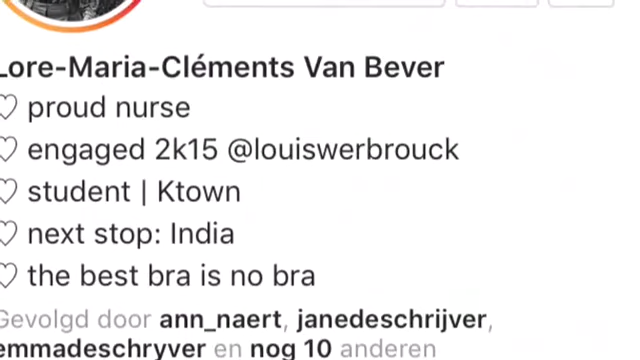 Lore-Maria-Cléments Van Bever
♡ proud nurse
♡ engaged 2k15 @louiswerbrouck
♡ student | Ktown
♡ next stop: India
♡ the best bra is no bra
Gevolgd door ann_naert, janedeschrijver,
emmadeschryver en nog 10 anderen